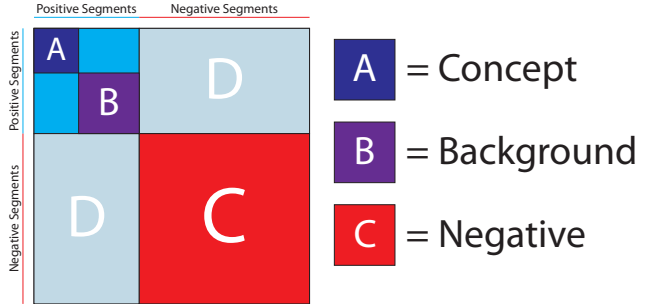 Positive Segments Negative Segments
Positive Segments
Negative Segments
A
B
D
D
C
A = Concept
B = Background
C = Negative